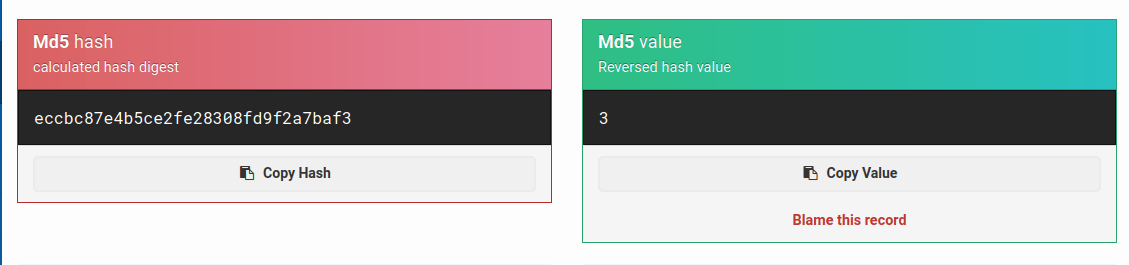 Md5 hash
calculated hash digest
eccbc87e4b5ce2fe28308fd9f2a7baf3
Copy Hash
Md5 value
Reversed hash value
3
Copy Value
Blame this record